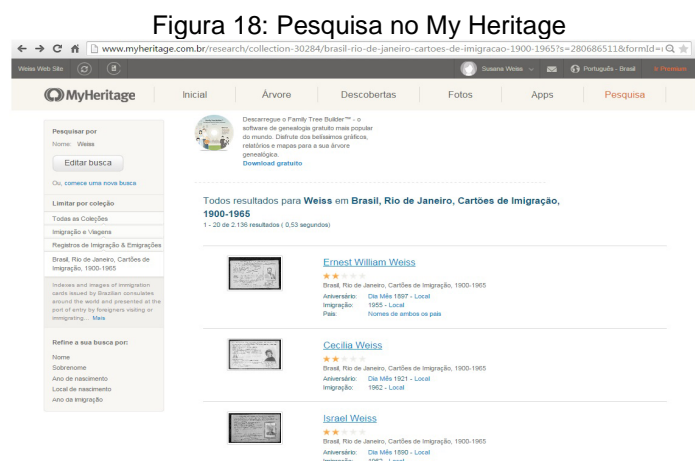 Figura 18: Pesquisa no My Heritage
www.myheritage.com.br/research/collection-30284/brasil-rio-de-janeiro-cartoes-de-imigracao-1900-1965?s=280686511&formId=
Weiss Web Site
Susana Weiss
Português - Brasil
Premium
MyHeritage
Inicial
Árvore
Descobertas
Fotos
Apps
Pesquisa
Pesquisar por
Nome: Weiss
Editar busca
Ou, comece uma nova busca
Limitar por coleção
Todas as Coleções
Imigração e Viagens
Registros de Imigração & Emigrações
Brasil, Rio de Janeiro, Cartões de
Imigração, 1900-1965
Indexes and images of immigration
cards issued by Brazilian consulates
around the world and presented at the
port of entry by foreigners visiting or
immigrating... Mais
Refine a sua busca por:
Nome
Sobrenome
Ano de nascimento
Local de nascimento
Ano da imigração
Descarregue o Family Tree Builder™ - o
software de genealogia gratuito mais popular
do mundo. Disfrute dos belíssimos gráficos,
relatórios e mapas para a sua árvore
genealógica.
Download gratuito
Todos resultados para Weiss em Brasil, Rio de Janeiro, Cartões de Imigração,
1900-1965
1 - 20 de 2.136 resultados ( 0,53 segundos)
Ernest William Weiss
Brasil, Rio de Janeiro, Cartões de Imigração, 1900-1965
Aniversário: Dia Mês 1897 - Local
Imigração: 1955 - Local
Pais: Nomes de ambos os pais
Cecilia Weiss
Brasil, Rio de Janeiro, Cartões de Imigração, 1900-1965
Aniversário: Dia Mês 1921 - Local
Imigração: 1962 - Local
Israel Weiss
Brasil, Rio de Janeiro, Cartões de Imigração, 1900-1965
Aniversário: Dia Mês 1890 - Local